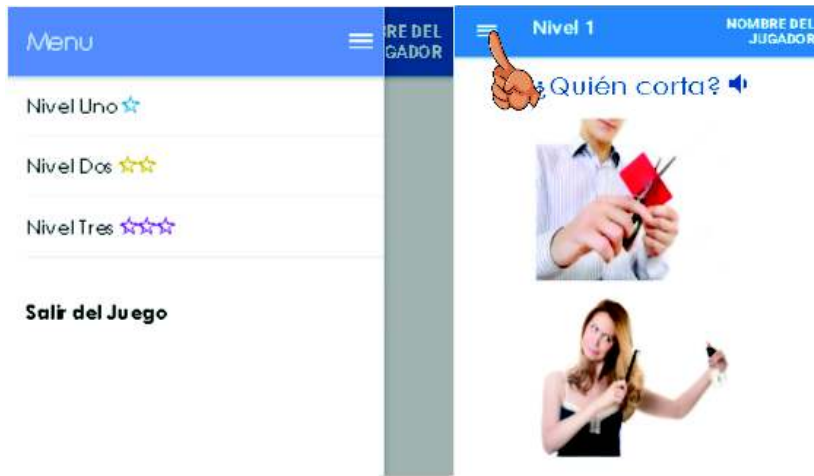 Menu
RE DEL
GADOR
Nivel Uno
Nivel Dos
Nivel Tres
Salir del Juego
Nivel 1
NOMBRE DEL
JUGADOR
¿Quién corta?